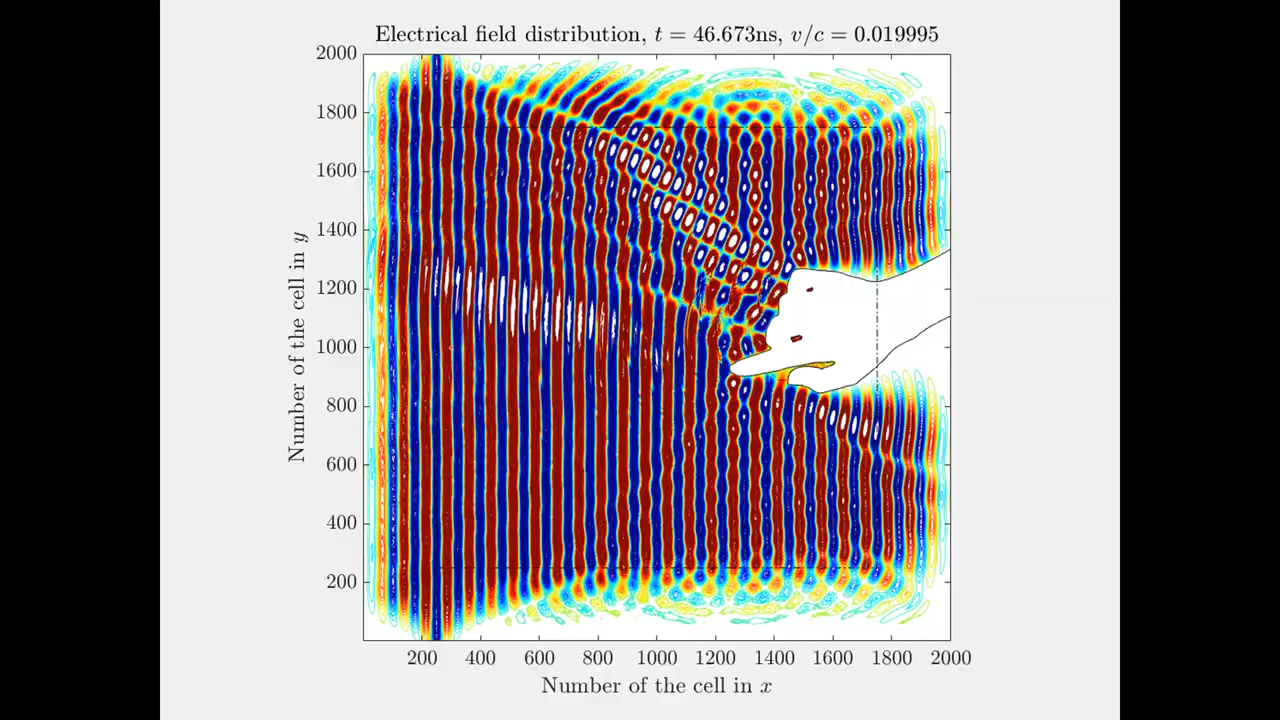 Electrical field distribution, t = 46.673ns, v/c = 0.019995
2000
1800
1600
1400
1200
1000
800
600
400
200
Number of the cell in y
200 400 600 800 1000 1200 1400 1600 1800 2000
Number of the cell in x